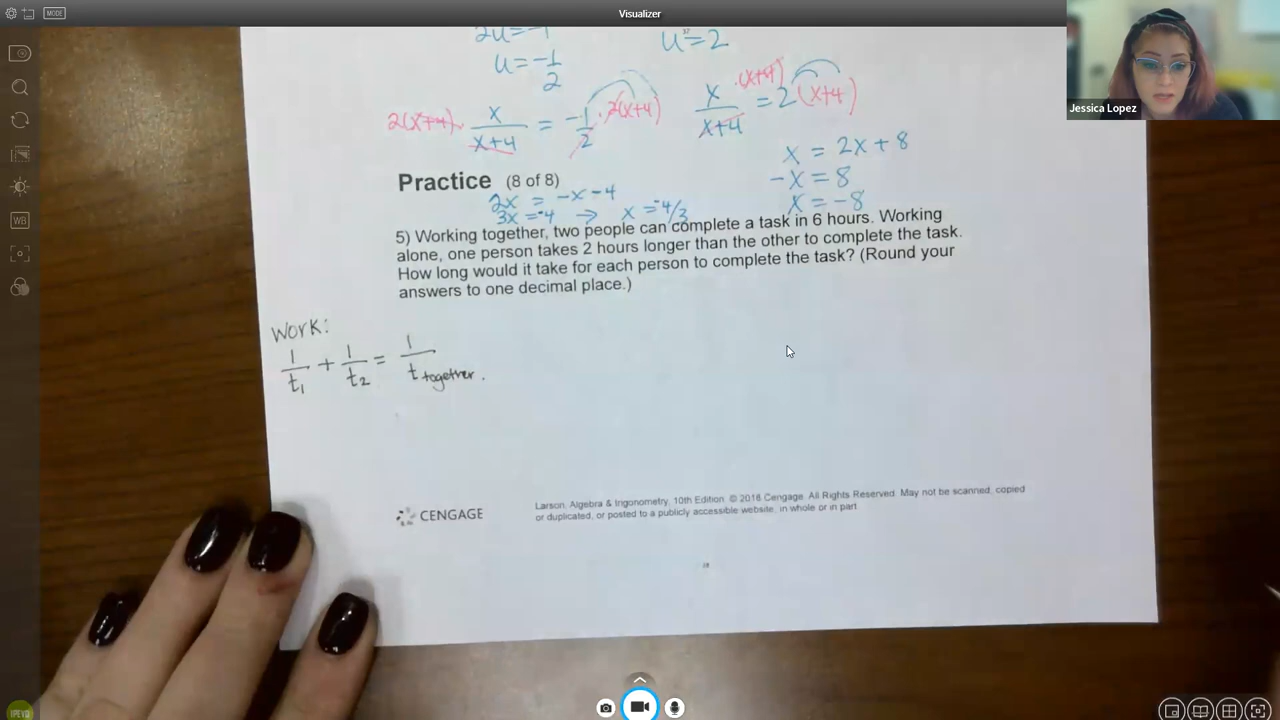 Visualizer
MODE
Jessica Lopez
WB
2u = -1
u = 2
u = -1/2
2(x+4) · x/(x+4) = -1/2 · 2(x+4)
x/(x+4) · (x+4) = 2(x+4)
x = 2x + 8
-x = 8
x = -8
Practice (8 of 8)
2x = -x - 4
3x = -4 → x = -4/3
5) Working together, two people can complete a task in 6 hours. Working
alone, one person takes 2 hours longer than the other to complete the task.
How long would it take for each person to complete the task? (Round your
answers to one decimal place.)
Work:
1/t₁ + 1/t₂ = 1/t together.
CENGAGE
Larson, Algebra & Trigonometry, 10th Edition. © 2018 Cengage. All Rights Reserved. May not be scanned, copied
or duplicated, or posted to a publicly accessible website, in whole or in part.